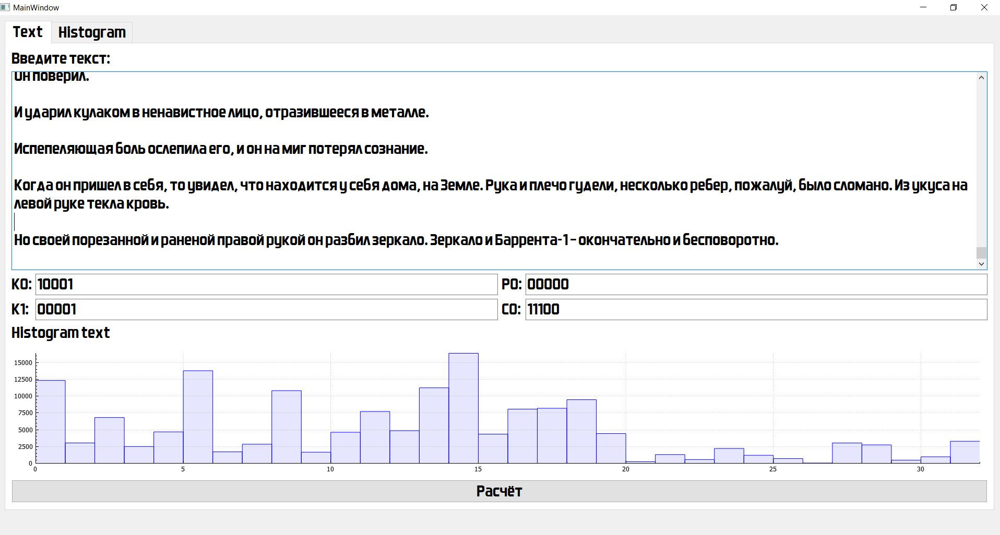 MainWindow
Text Histogram
Введите текст:
Он поверил.
И ударил кулаком в ненавистное лицо, отразившееся в металле.
Испепеляющая боль ослепила его, и он на миг потерял сознание.
Когда он пришел в себя, то увидел, что находится у себя дома, на Земле. Рука и плечо гудели, несколько ребер, пожалуй, было сломано. Из укуса на
левой руке текла кровь.
Но своей порезанной и раненой правой рукой он разбил зеркало. Зеркало и Баррента-1 – окончательно и бесповоротно.
K0: 10001 P0: 00000
K1: 00001 C0: 11100
Histogram text
15000
12500
10000
7500
5000
2500
0
0 5 10 15 20 25 30
Расчёт